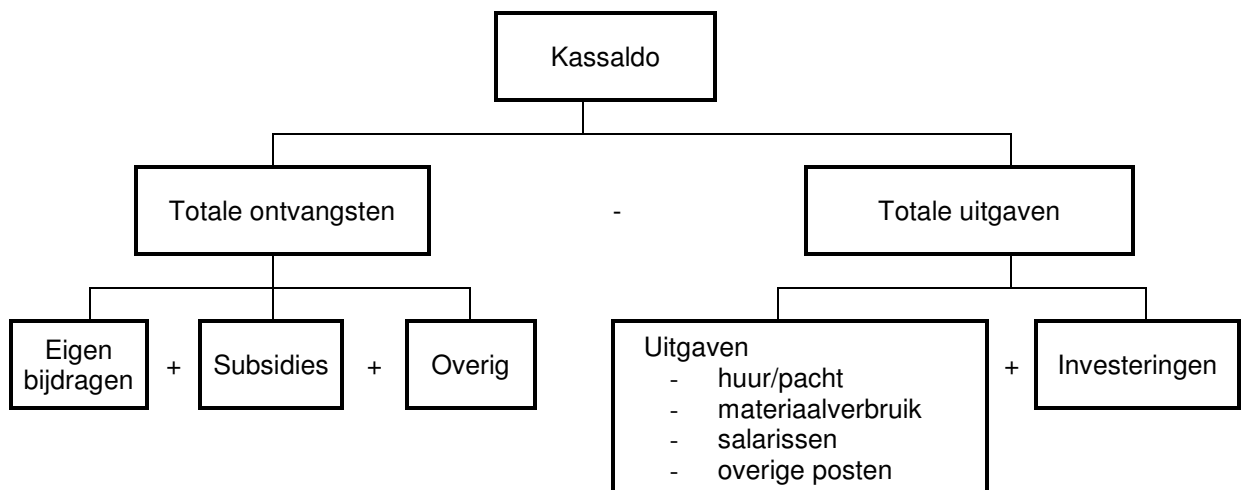 Kassaldo
Totale ontvangsten
-
Totale uitgaven
Eigen
bijdragen
+
Subsidies
+
Overig
Uitgaven
- huur/pacht
- materiaalverbruik
- salarissen
- overige posten
+
Investeringen